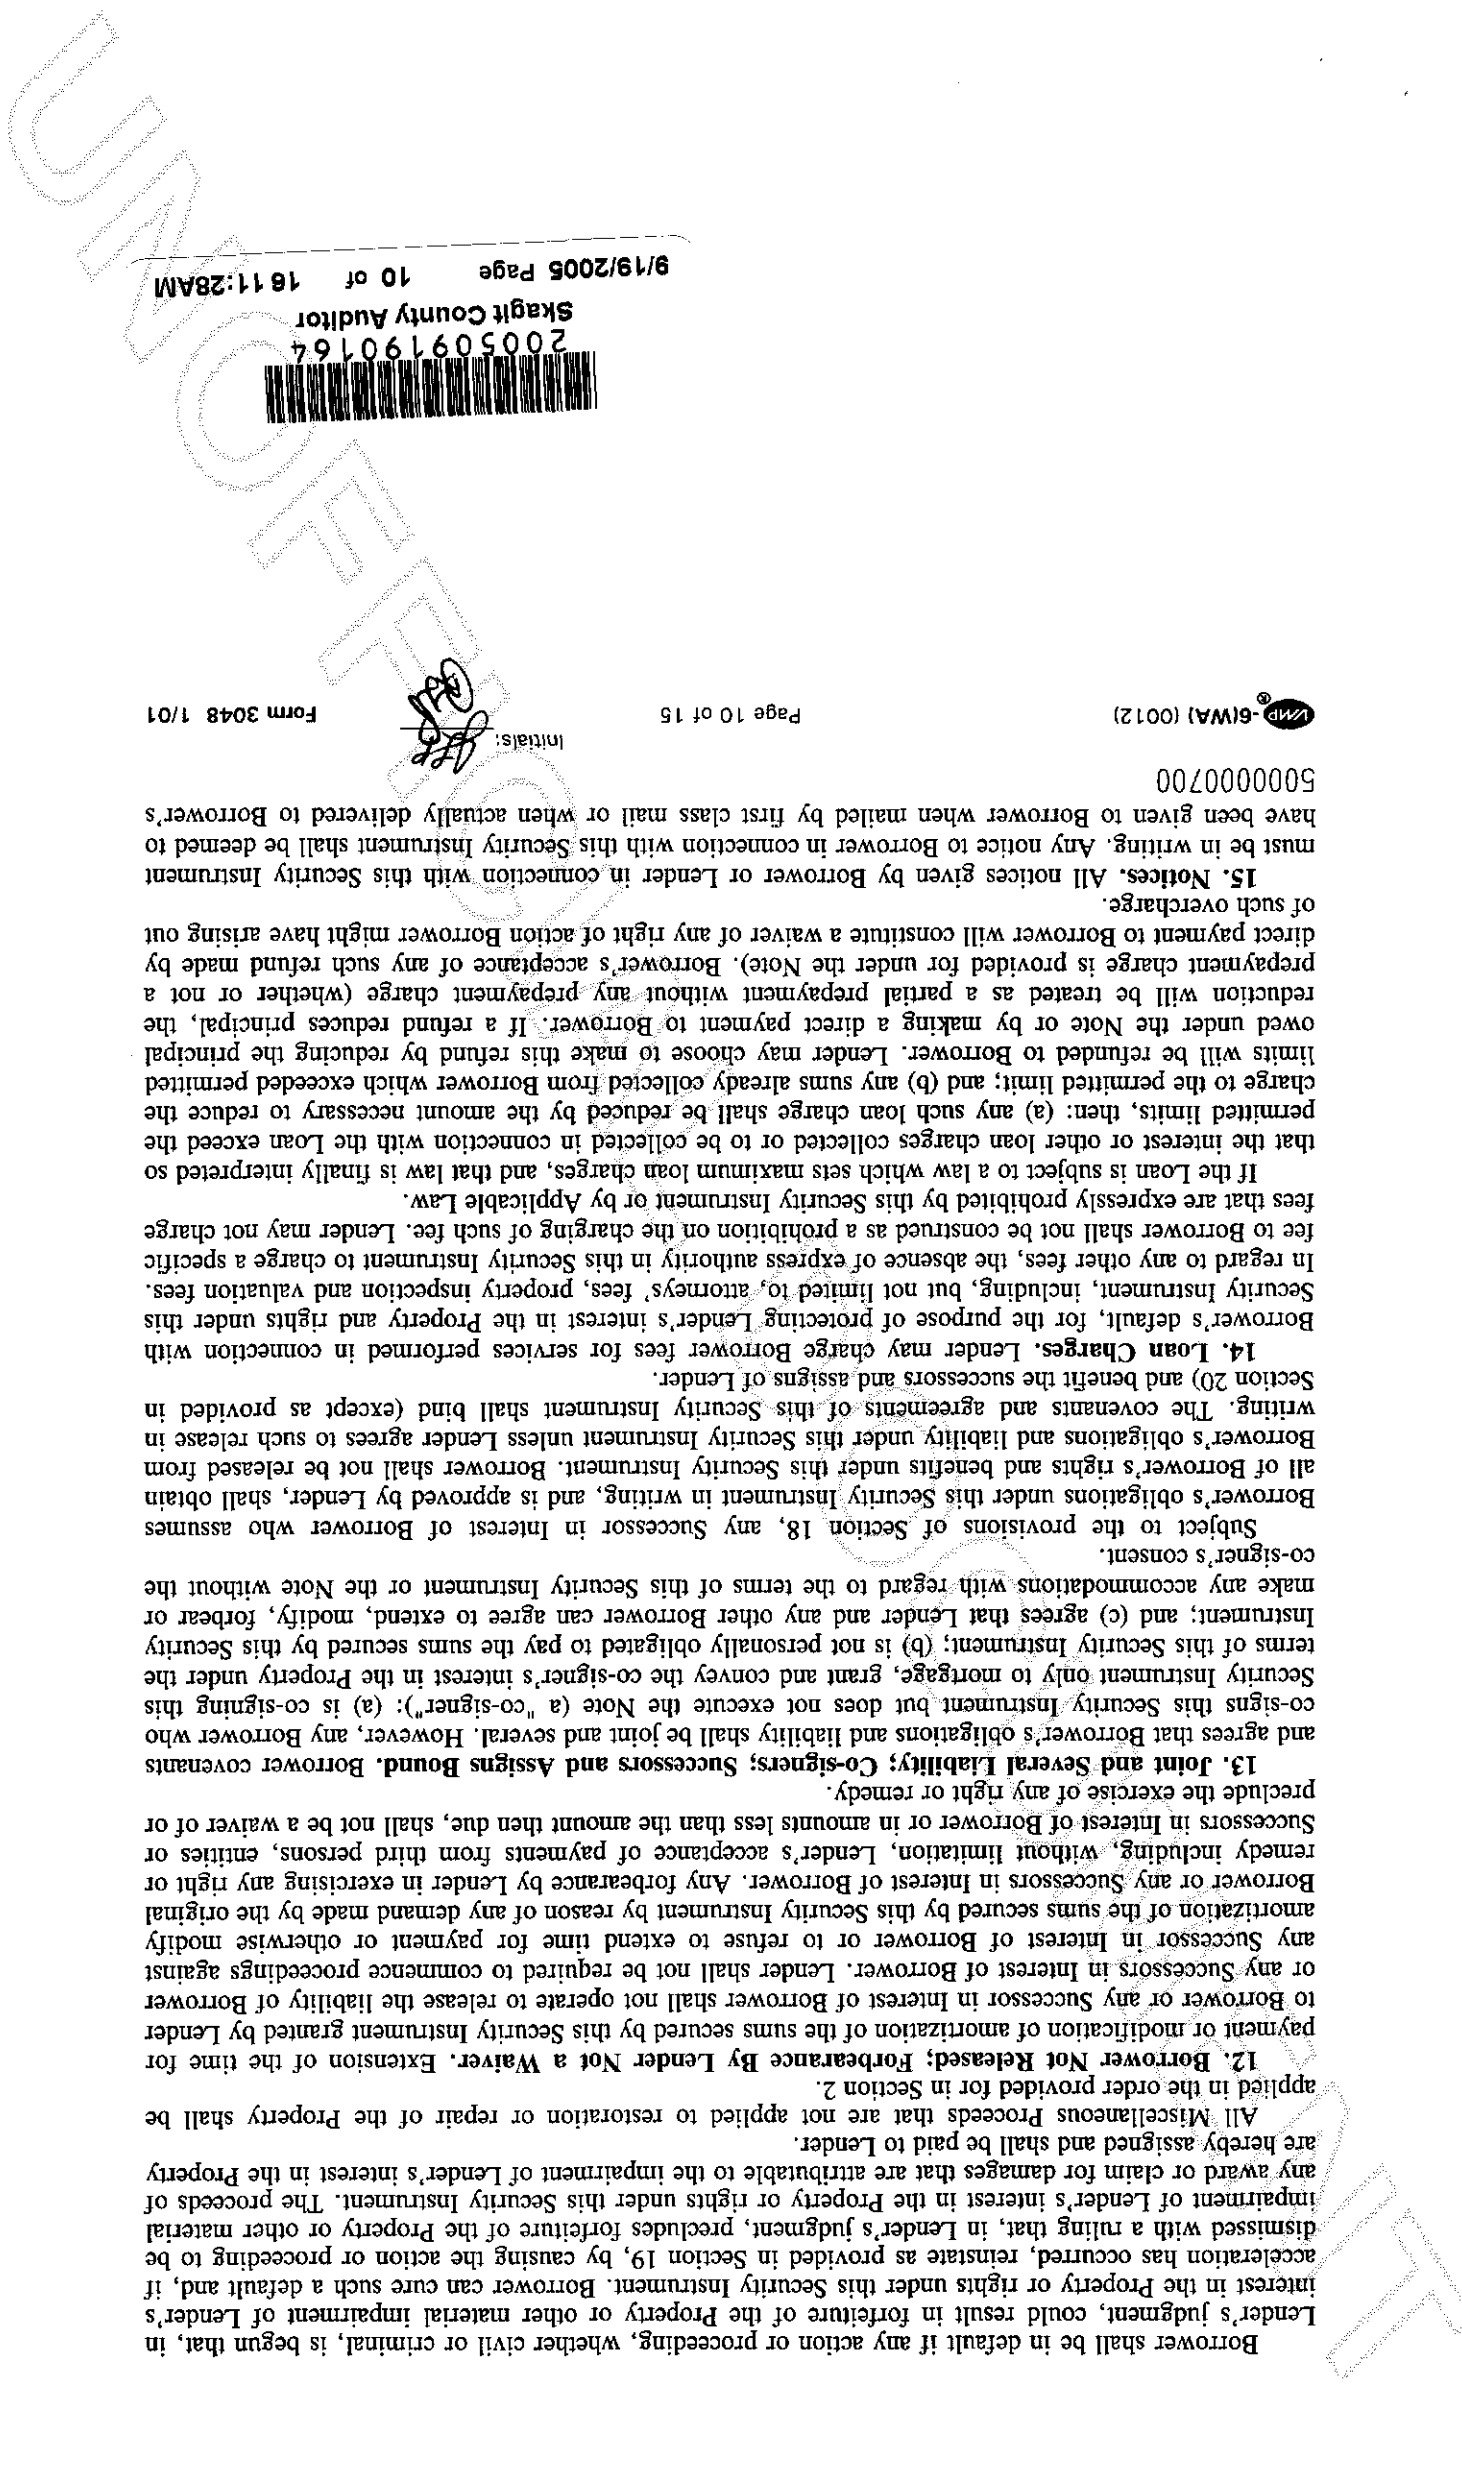 Borrower shall be in default if any action or proceeding, whether civil or criminal, is begun that, in
Lender's judgment, could result in forfeiture of the Property or other material impairment of Lender's
interest in the Property or rights under this Security Instrument. Borrower can cure such a default and, if
acceleration has occurred, reinstate as provided in Section 19, by causing the action or proceeding to be
dismissed with a ruling that, in Lender's judgment, precludes forfeiture of the Property or other material
impairment of Lender's interest in the Property or rights under this Security Instrument. The proceeds of
any award or claim for damages that are attributable to the impairment of Lender's interest in the Property
are hereby assigned and shall be paid to Lender.
All Miscellaneous Proceeds that are not applied to restoration or repair of the Property shall be
applied in the order provided for in Section 2.
12. Borrower Not Released; Forbearance By Lender Not a Waiver. Extension of the time for
payment or modification of amortization of the sums secured by this Security Instrument granted by Lender
to Borrower or any Successor in Interest of Borrower shall not operate to release the liability of Borrower
or any Successors in Interest of Borrower. Lender shall not be required to commence proceedings against
any Successor in Interest of Borrower or to refuse to extend time for payment or otherwise modify
amortization of the sums secured by this Security Instrument by reason of any demand made by the original
Borrower or any Successors in Interest of Borrower. Any forbearance by Lender in exercising any right or
remedy including, without limitation, Lender's acceptance of payments from third persons, entities or
Successors in Interest of Borrower or in amounts less than the amount then due, shall not be a waiver of or
preclude the exercise of any right or remedy.
13. Joint and Several Liability; Co-signers; Successors and Assigns Bound. Borrower covenants
and agrees that Borrower's obligations and liability shall be joint and several. However, any Borrower who
co-signs this Security Instrument but does not execute the Note (a "co-signer"): (a) is co-signing this
Security Instrument only to mortgage, grant and convey the co-signer's interest in the Property under the
terms of this Security Instrument; (b) is not personally obligated to pay the sums secured by this Security
Instrument; and (c) agrees that Lender and any other Borrower can agree to extend, modify, forbear or
make any accommodations with regard to the terms of this Security Instrument or the Note without the
co-signer's consent.
Subject to the provisions of Section 18, any Successor in Interest of Borrower who assumes
Borrower's obligations under this Security Instrument in writing, and is approved by Lender, shall obtain
all of Borrower's rights and benefits under this Security Instrument. Borrower shall not be released from
Borrower's obligations and liability under this Security Instrument unless Lender agrees to such release in
writing. The covenants and agreements of this Security Instrument shall bind (except as provided in
Section 20) and benefit the successors and assigns of Lender.
14. Loan Charges. Lender may charge Borrower fees for services performed in connection with
Borrower's default, for the purpose of protecting Lender's interest in the Property and rights under this
Security Instrument, including, but not limited to, attorneys' fees, property inspection and valuation fees.
In regard to any other fees, the absence of express authority in this Security Instrument to charge a specific
fee to Borrower shall not be construed as a prohibition on the charging of such fee. Lender may not charge
fees that are expressly prohibited by this Security Instrument or by Applicable Law.
If the Loan is subject to a law which sets maximum loan charges, and that law is finally interpreted so
that the interest or other loan charges collected or to be collected in connection with the Loan exceed the
permitted limits, then: (a) any such loan charge shall be reduced by the amount necessary to reduce the
charge to the permitted limit; and (b) any sums already collected from Borrower which exceeded permitted
limits will be refunded to Borrower. Lender may choose to make this refund by reducing the principal
owed under the Note or by making a direct payment to Borrower. If a refund reduces principal, the
reduction will be treated as a partial prepayment without any prepayment charge (whether or not a
prepayment charge is provided for under the Note). Borrower's acceptance of any such refund made by
direct payment to Borrower will constitute a waiver of any right of action Borrower might have arising out
of such overcharge.
15. Notices. All notices given by Borrower or Lender in connection with this Security Instrument
must be in writing. Any notice to Borrower in connection with this Security Instrument shall be deemed to
have been given to Borrower when mailed by first class mail or when actually delivered to Borrower's
5000000700
Initials:
VMP®-6(WA) (0012) Page 10 of 15 Form 3048 1/01
200509190164
Skagit County Auditor
9/19/2005 Page 10 of 16 11:28AM
UNOFFICIAL DOCUMENT